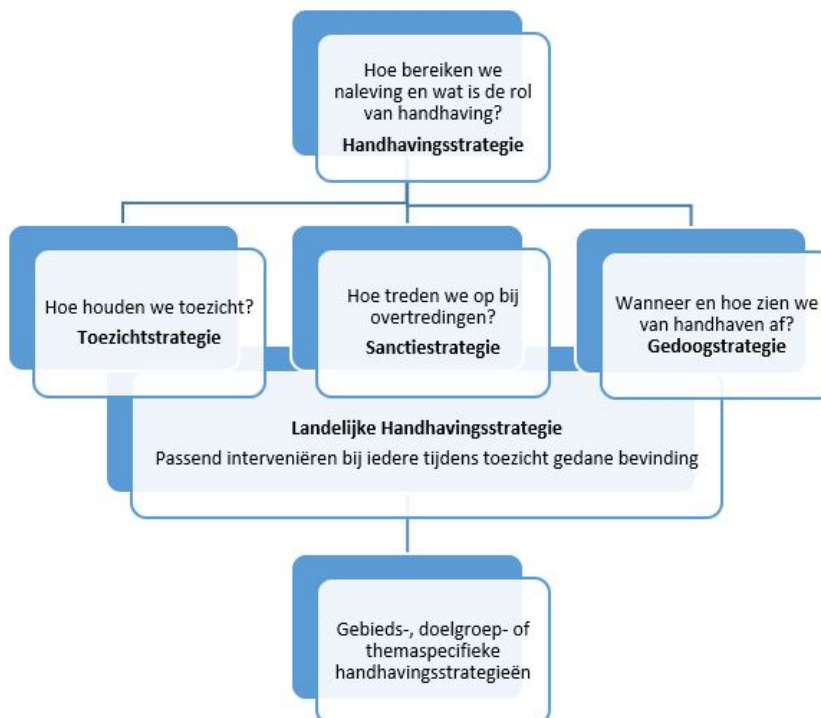 Hoe bereiken we
naleving en wat is de rol
van handhaving?
Handhavingsstrategie
Hoe houden we toezicht?
Toezichtstrategie
Hoe treden we op bij
overtredingen?
Sanctiestrategie
Wanneer en hoe zien we
van handhaven af?
Gedoogstrategie
Landelijke Handhavingsstrategie
Passend interveniëren bij iedere tijdens toezicht gedane bevinding
Gebieds-, doelgroep- of
themaspecifieke
handhavingsstrategieën